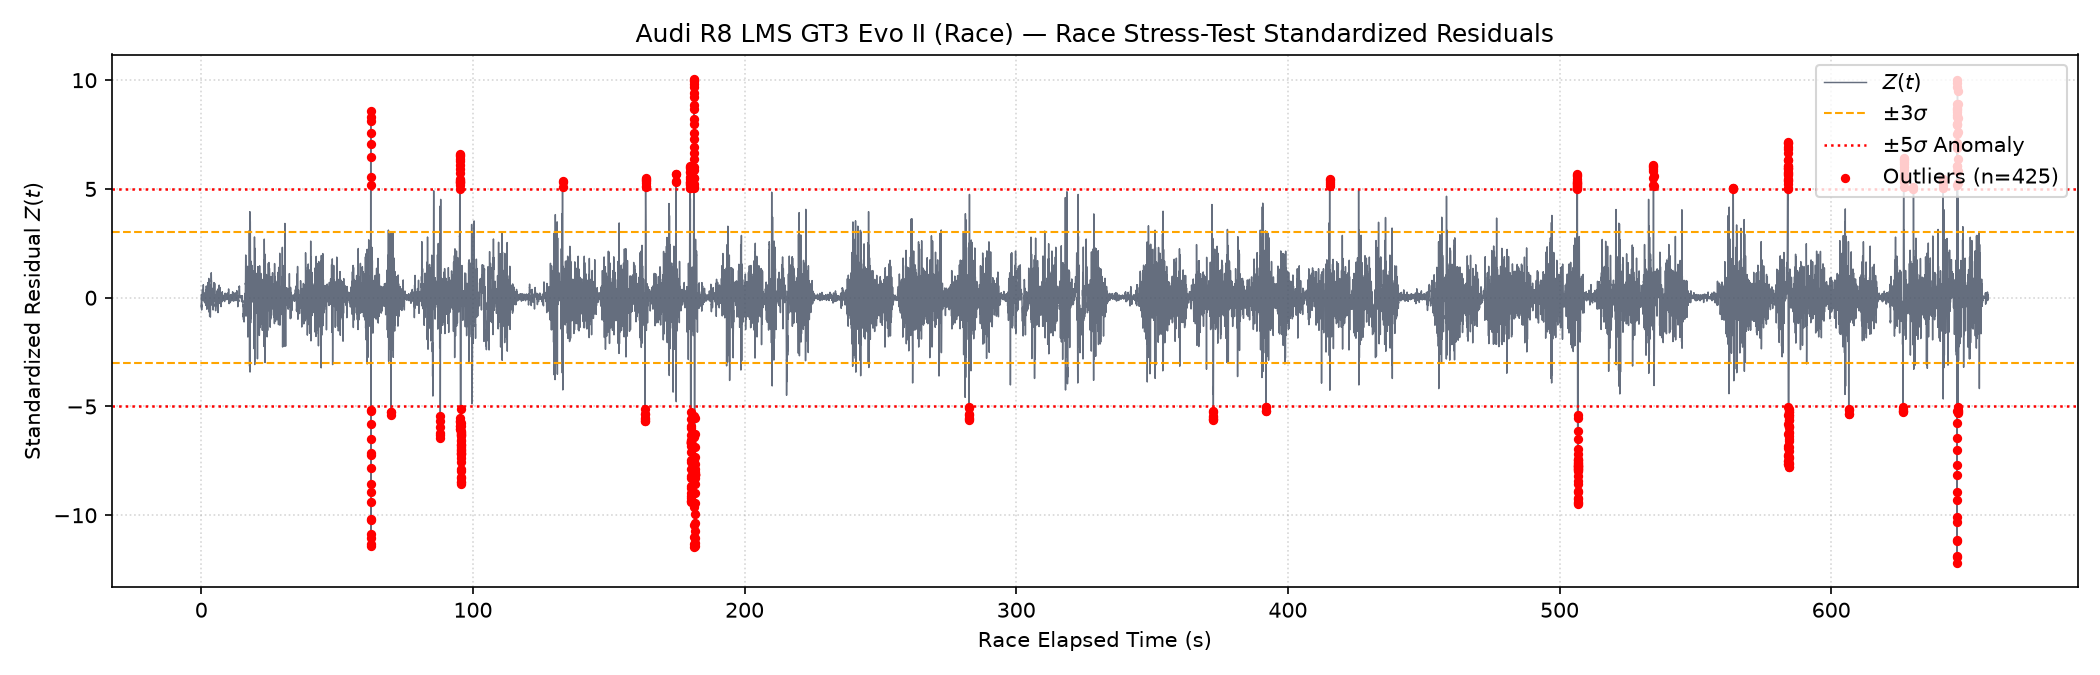 Audi R8 LMS GT3 Evo II (Race) — Race Stress-Test Standardized Residuals
Z(t)
±3σ
±5σ Anomaly
Outliers (n=425)
Standardized Residual Z(t)
10
5
0
−5
−10
0 100 200 300 400 500 600
Race Elapsed Time (s)